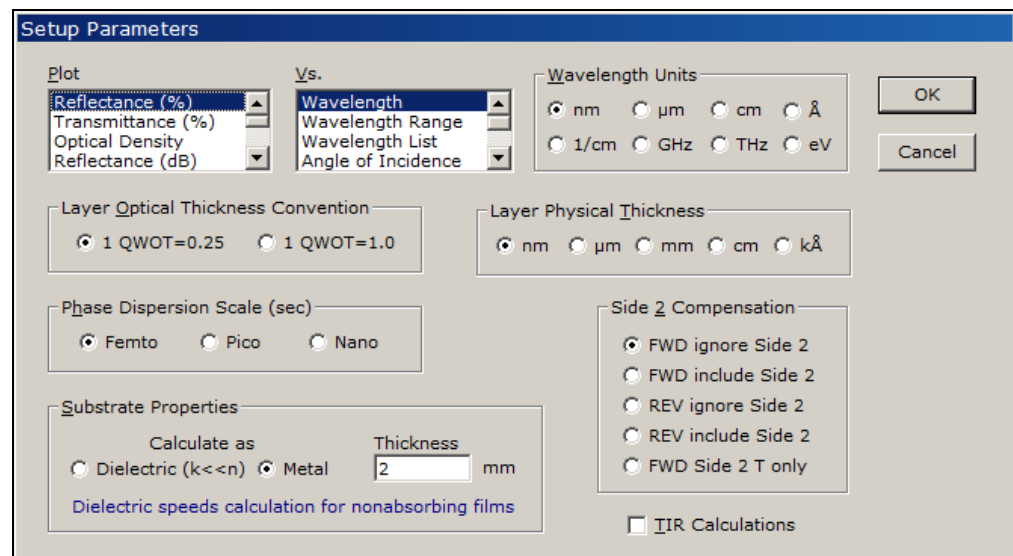 Setup Parameters
Plot
Reflectance (%)
Transmittance (%)
Optical Density
Reflectance (dB)
Vs.
Wavelength
Wavelength Range
Wavelength List
Angle of Incidence
Wavelength Units
nm µm cm Å
1/cm GHz THz eV
OK
Cancel
Layer Optical Thickness Convention
1 QWOT=0.25 1 QWOT=1.0
Layer Physical Thickness
nm µm mm cm kÅ
Phase Dispersion Scale (sec)
Femto Pico Nano
Side 2 Compensation
FWD ignore Side 2
FWD include Side 2
REV ignore Side 2
REV include Side 2
FWD Side 2 T only
Substrate Properties
Calculate as Thickness
Dielectric (k<<n) Metal 2 mm
Dielectric speeds calculation for nonabsorbing films
TIR Calculations